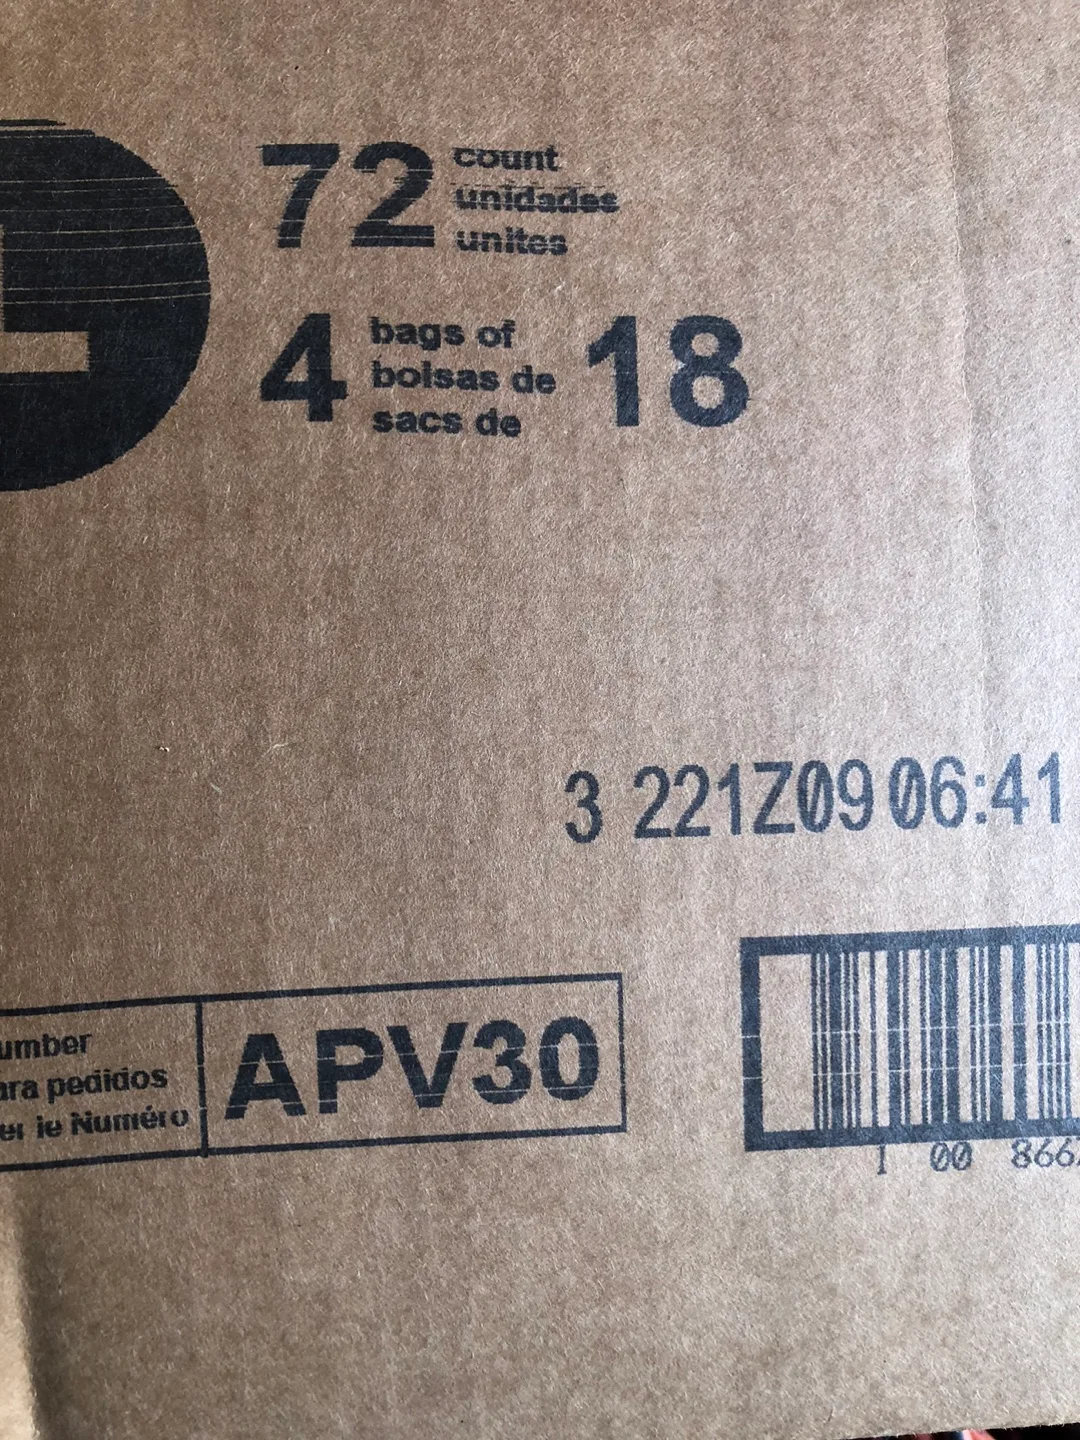 L
72 count
unidades
unites
4 bags of 18
bolsas de
sacs de
3 221Z09 06:41
umber
ara pedidos
er le Numéro
APV30
1 00 866